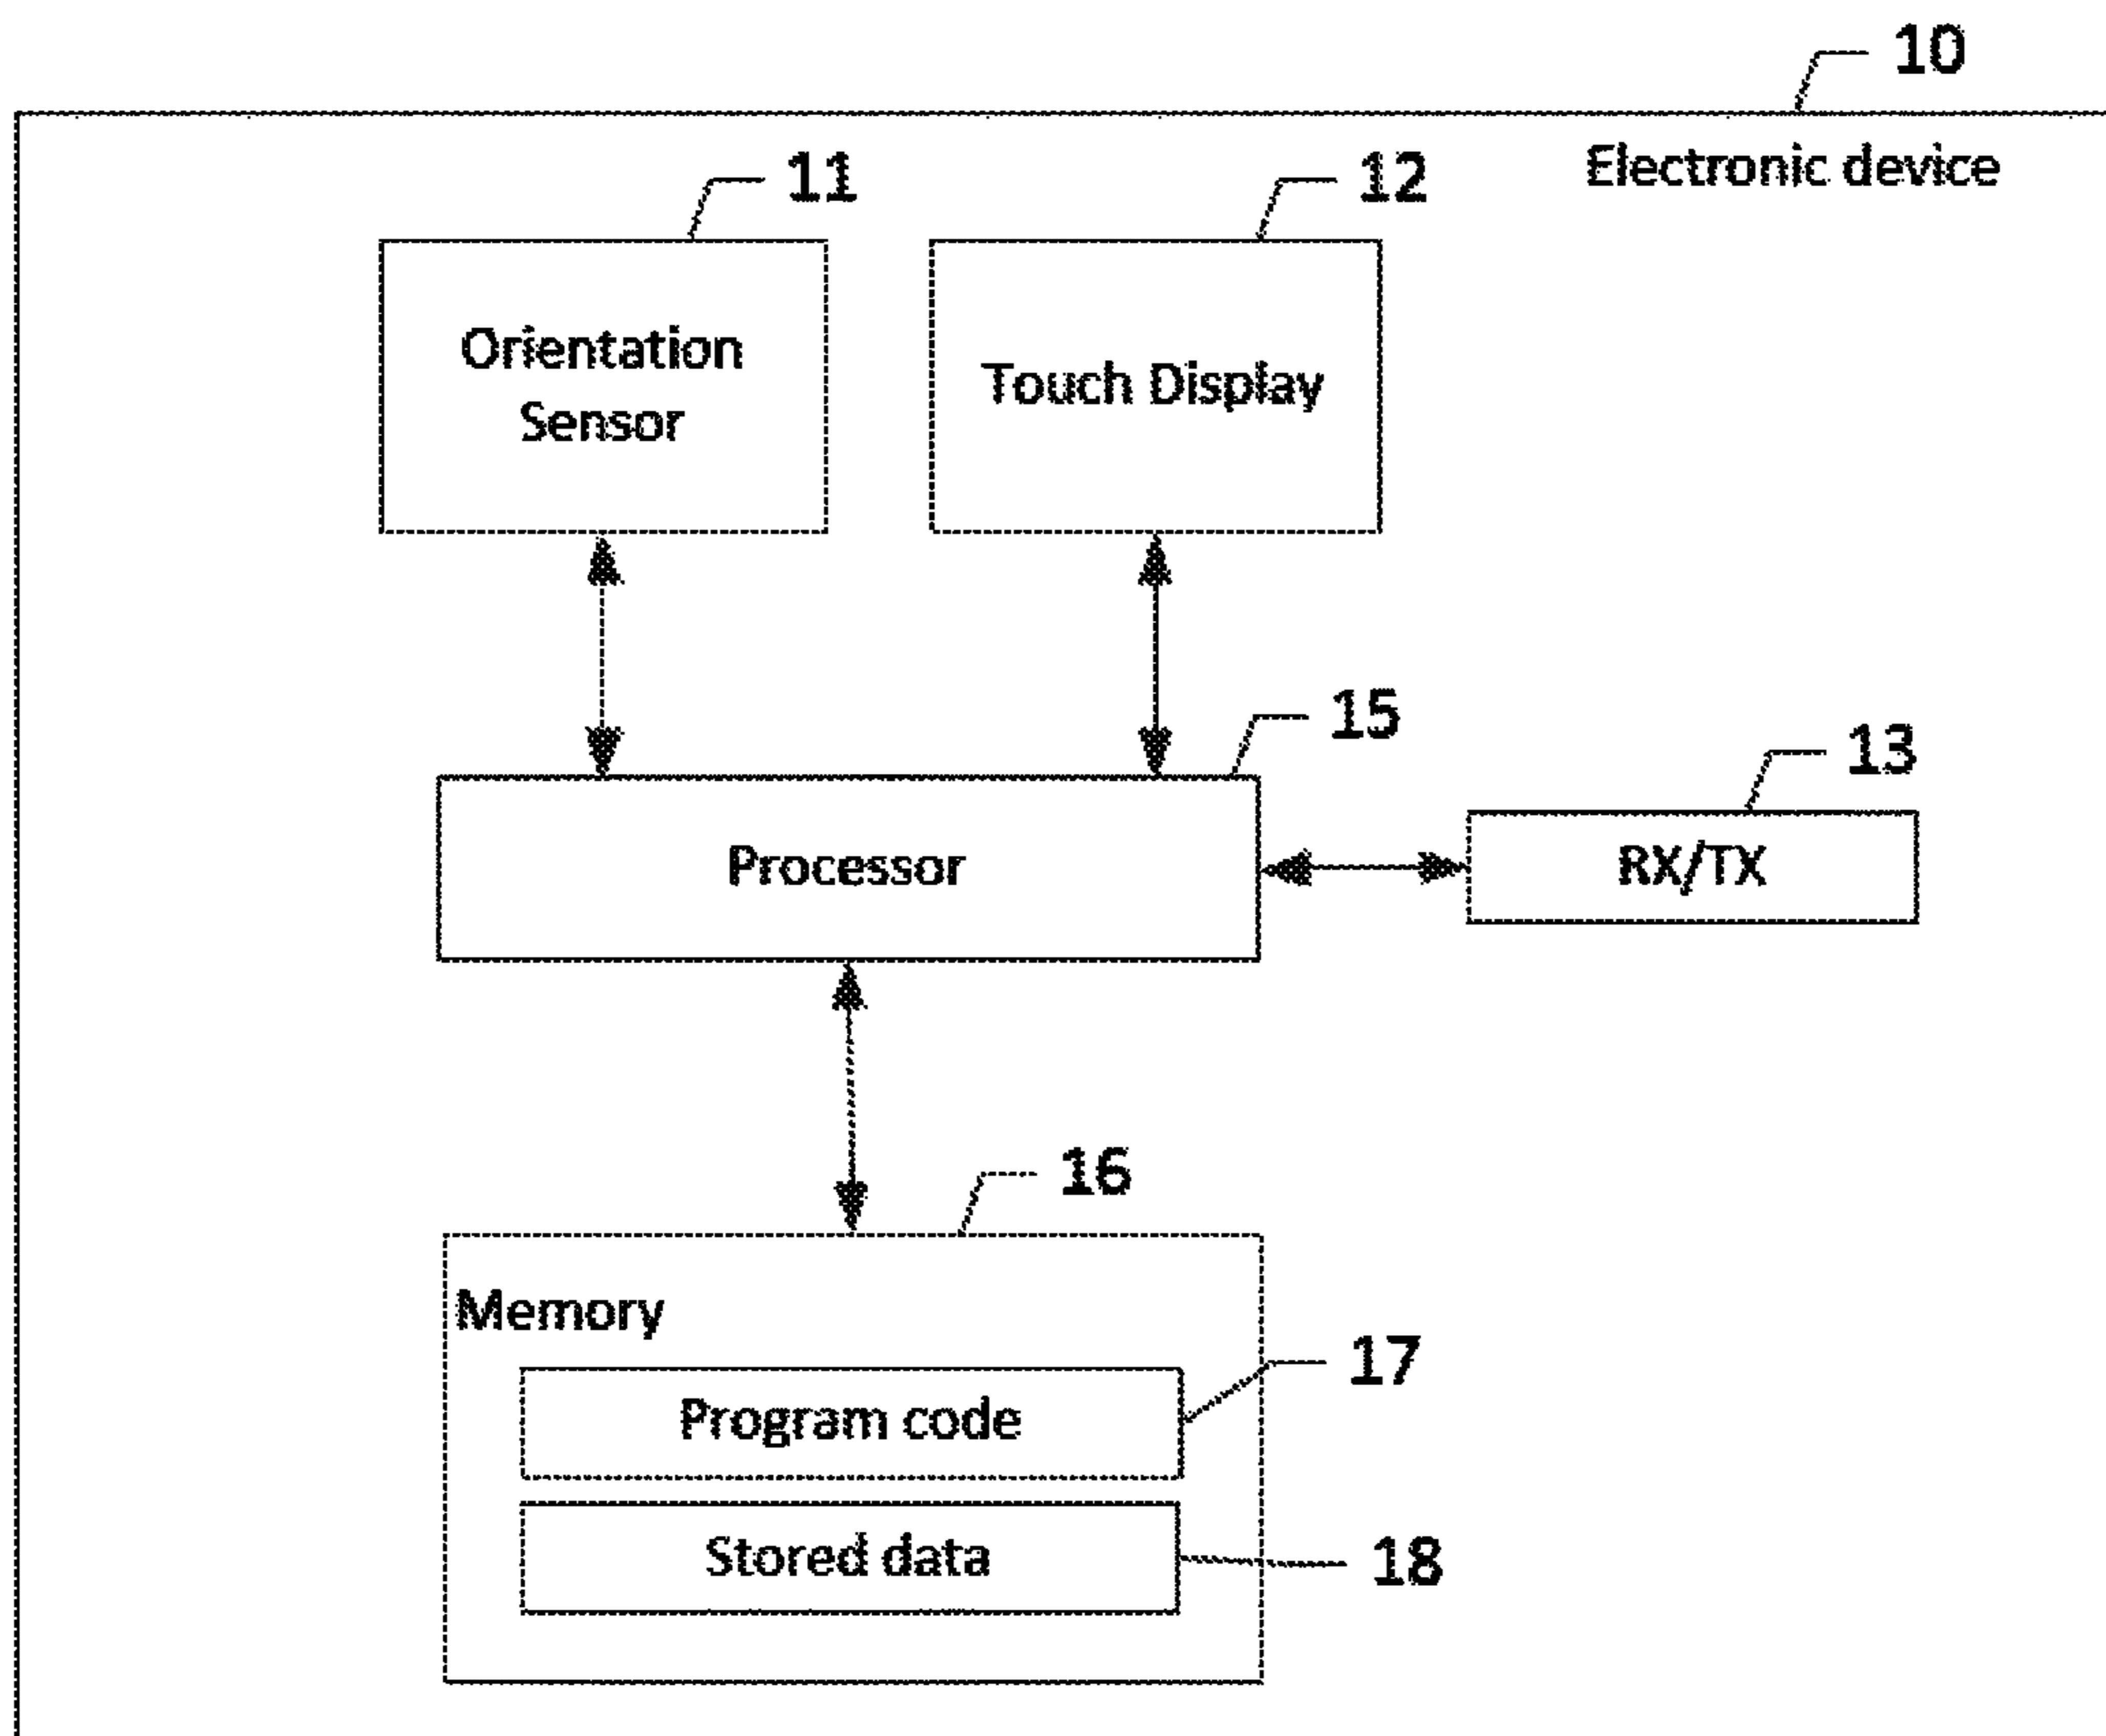 10
Electronic device
11
12
Orientation
Sensor
Touch Display
15
13
Processor
RX/TX
16
Memory
17
Program code
Stored data
18